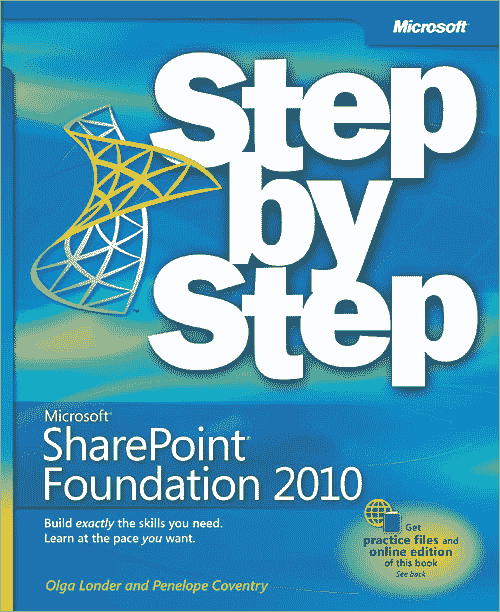 Microsoft®
Step
by
Step
Microsoft®
SharePoint®
Foundation 2010
Build exactly the skills you need.
Learn at the pace you want.
Get
practice files and
online edition
of this book
See back
Olga Londer and Penelope Coventry